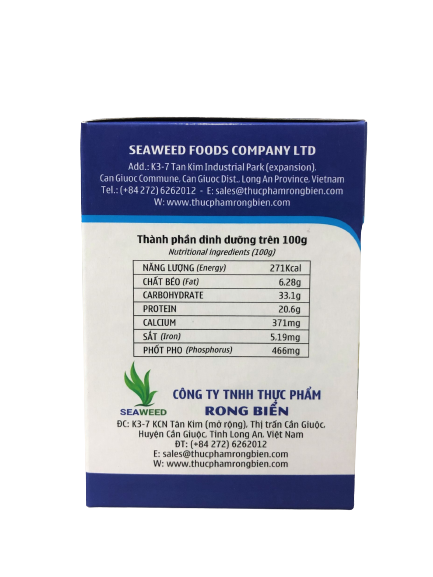 SEAWEED FOODS COMPANY LTD
Add.: K3-7 Tan Kim Industrial Park (expansion).
Can Giuoc Commune. Can Giuoc Dist.. Long An Province. Vietnam
Tel.: (+84 272) 6262012 - E: sales@thucphamrongbien.com
W: www.thucphamrongbien.com
Thành phần dinh dưỡng trên 100g
Nutritional ingredients (100g)
NĂNG LƯỢNG (Energy) 271Kcal
CHẤT BÉO (Fat) 6.28g
CARBOHYDRATE 33.1g
PROTEIN 20.6g
CALCIUM 371mg
SẮT (Iron) 5.19mg
PHỐT PHO (Phosphorus) 466mg
SEAWEED
CÔNG TY TNHH THỰC PHẨM
RONG BIỂN
ĐC: K3-7 KCN Tân Kim (mở rộng). Thị trấn Cần Giuộc.
Huyện Cần Giuộc. Tỉnh Long An. Việt Nam
ĐT: (+84 272) 6262012
E: sales@thucphamrongbien.com
W: www.thucphamrongbien.com